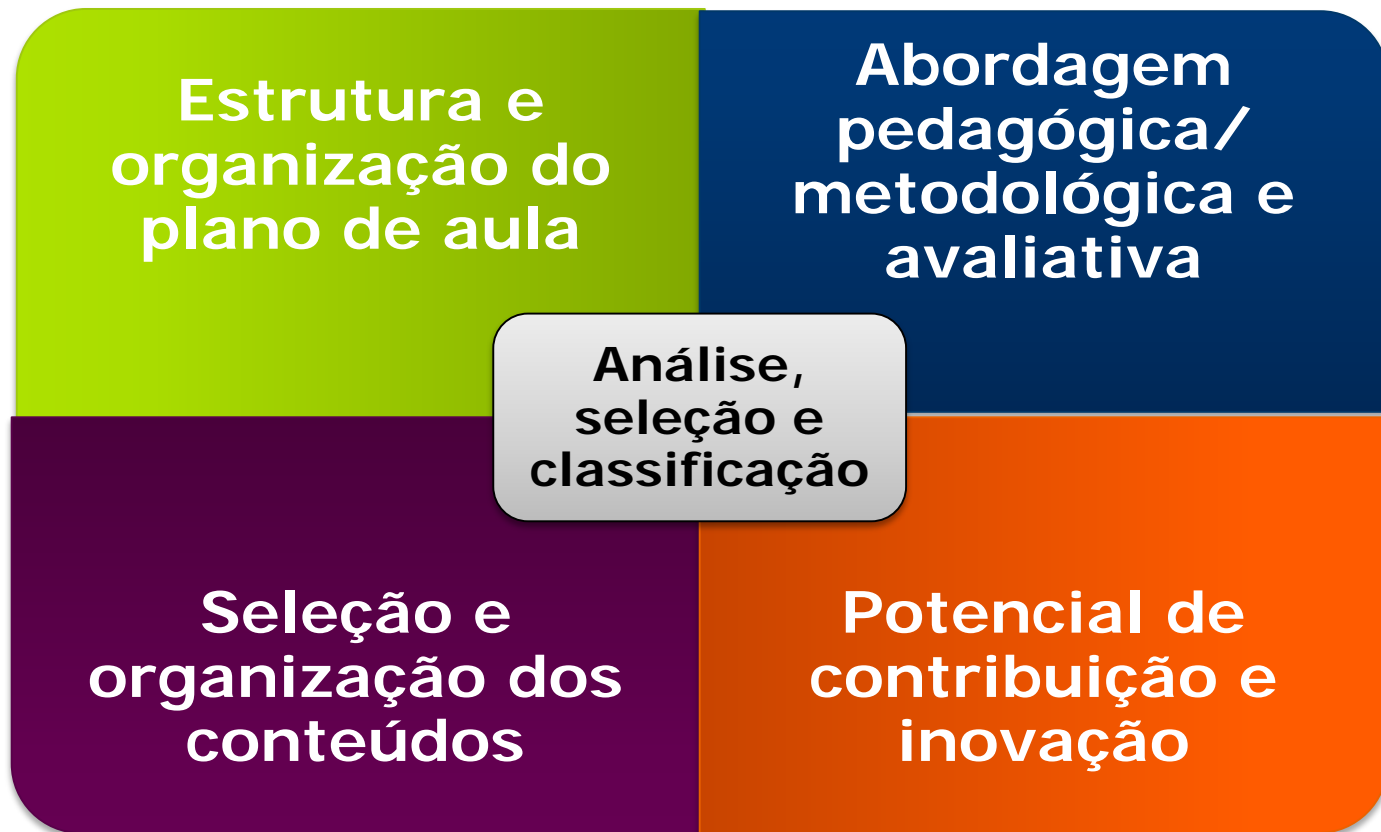 Estrutura e
organização do
plano de aula
Abordagem
pedagógica/
metodológica e
avaliativa
Análise,
seleção e
classificação
Seleção e
organização dos
conteúdos
Potencial de
contribuição e
inovação